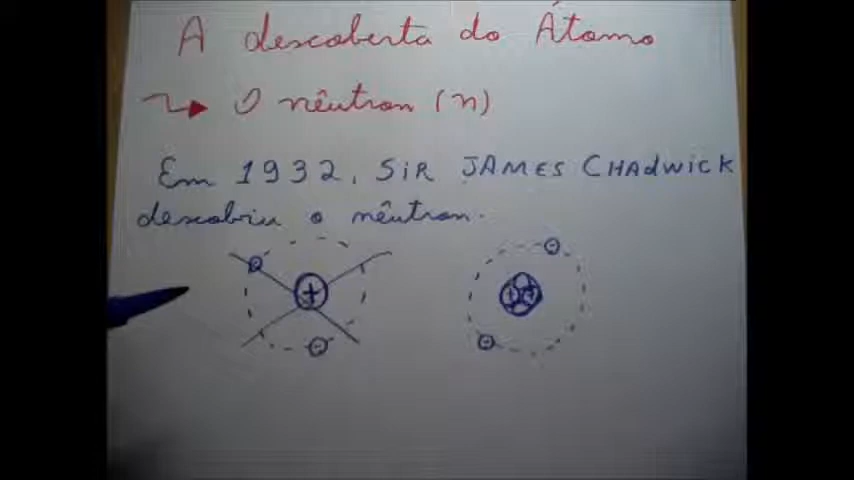 A descoberta do Átomo
O nêutron (n)
Em 1932, SiR JAMES CHADWICK
descobriu o nêutron.
- + -
- + + -